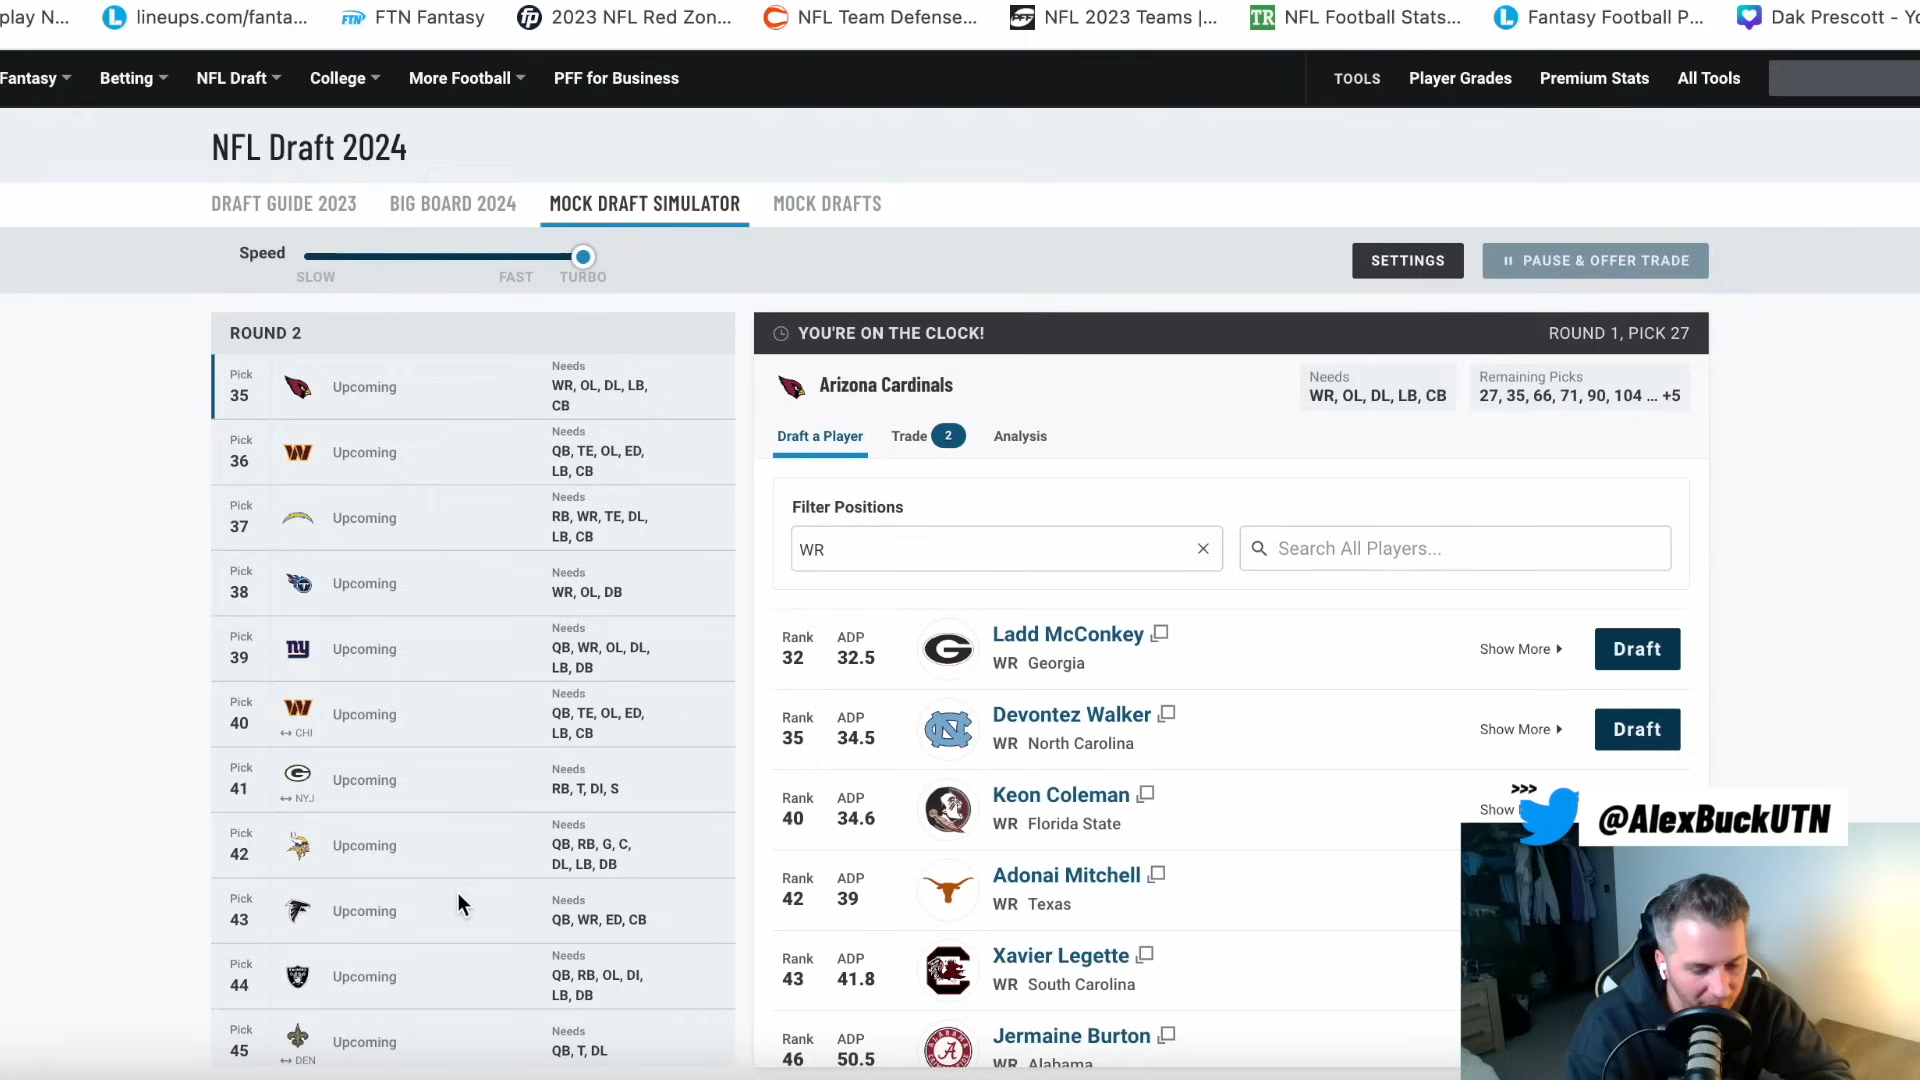 play N...
lineups.com/fanta...
FTN Fantasy
2023 NFL Red Zon...
NFL Team Defense...
NFL 2023 Teams |...
NFL Football Stats...
Fantasy Football P...
Dak Prescott - Yo
Fantasy
Betting
NFL Draft
College
More Football
PFF for Business
TOOLS
Player Grades
Premium Stats
All Tools
NFL Draft 2024
DRAFT GUIDE 2023
BIG BOARD 2024
MOCK DRAFT SIMULATOR
MOCK DRAFTS
Speed
SLOW
FAST
TURBO
SETTINGS
PAUSE & OFFER TRADE
ROUND 2
Pick
35
Upcoming
Needs
WR, OL, DL, LB,
CB
Pick
36
Upcoming
Needs
QB, TE, OL, ED,
LB, CB
Pick
37
Upcoming
Needs
RB, WR, TE, DL,
LB, CB
Pick
38
Upcoming
Needs
WR, OL, DB
Pick
39
Upcoming
Needs
QB, WR, OL, DL,
LB, DB
Pick
40
↔ CHI
Upcoming
Needs
QB, TE, OL, ED,
LB, CB
Pick
41
↔ NYJ
Upcoming
Needs
RB, T, DI, S
Pick
42
Upcoming
Needs
QB, RB, G, C,
DL, LB, DB
Pick
43
Upcoming
Needs
QB, WR, ED, CB
Pick
44
Upcoming
Needs
QB, RB, OL, DI,
LB, DB
Pick
45
↔ DEN
Upcoming
Needs
QB, T, DL
YOU'RE ON THE CLOCK!
ROUND 1, PICK 27
Arizona Cardinals
Needs
WR, OL, DL, LB, CB
Remaining Picks
27, 35, 66, 71, 90, 104 ... +5
Draft a Player
Trade 2
Analysis
Filter Positions
WR
Search All Players...
Rank
32
ADP
32.5
Ladd McConkey
WR Georgia
Show More
Draft
Rank
35
ADP
34.5
Devontez Walker
WR North Carolina
Show More
Draft
Rank
40
ADP
34.6
Keon Coleman
WR Florida State
Show
>>>
@AlexBuckUTN
Rank
42
ADP
39
Adonai Mitchell
WR Texas
Rank
43
ADP
41.8
Xavier Legette
WR South Carolina
Rank
46
ADP
50.5
Jermaine Burton
WR Alabama